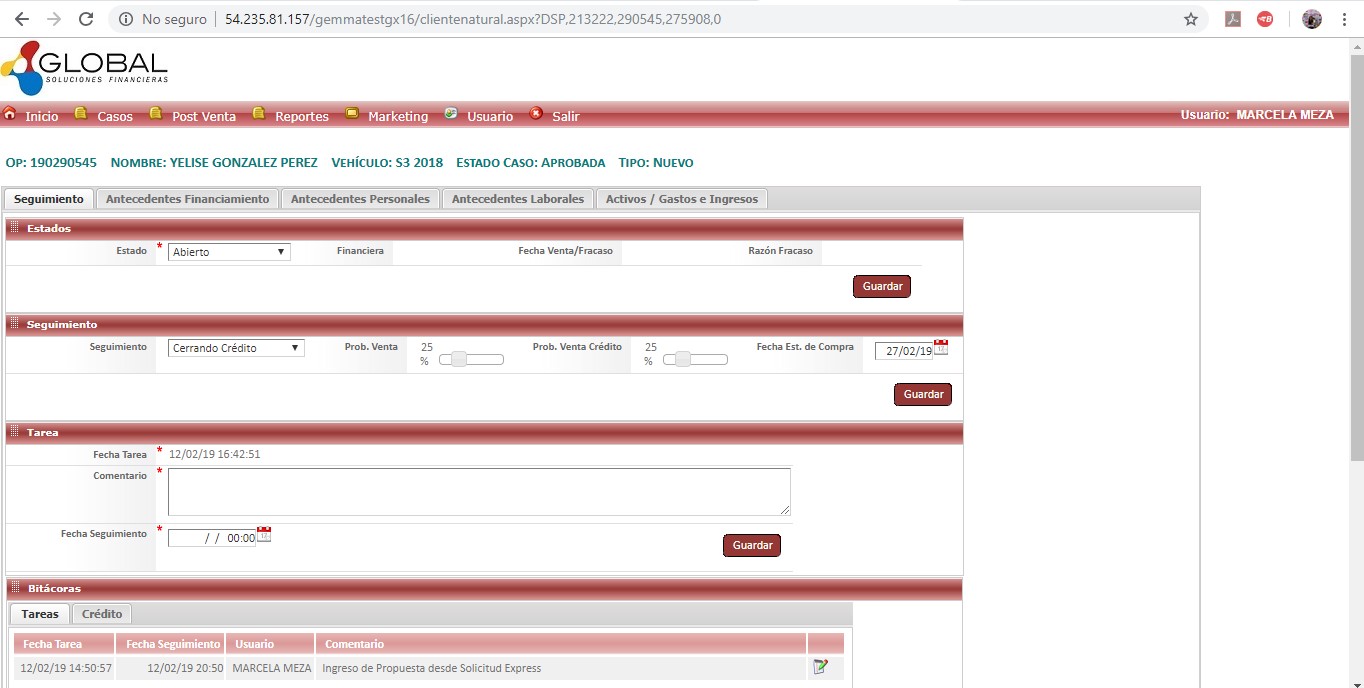 No seguro | 54.235.81.157/gemmatestgx16/clientenatural.aspx?DSP,213222,290545,275908,0
GLOBAL
SOLUCIONES FINANCIERAS
Inicio Casos Post Venta Reportes Marketing Usuario Salir Usuario: MARCELA MEZA
OP: 190290545 NOMBRE: YELISE GONZALEZ PEREZ VEHÍCULO: S3 2018 ESTADO CASO: APROBADA TIPO: NUEVO
Seguimiento Antecedentes Financiamiento Antecedentes Personales Antecedentes Laborales Activos / Gastos e Ingresos
Estados
Estado * Abierto Financiera Fecha Venta/Fracaso Razón Fracaso
Guardar
Seguimiento
Seguimiento Cerrando Crédito Prob. Venta 25 % Prob. Venta Crédito 25 % Fecha Est. de Compra 27/02/19
Guardar
Tarea
Fecha Tarea * 12/02/19 16:42:51
Comentario *
Fecha Seguimiento * / / 00:00 Guardar
Bitácoras
Tareas Crédito
Fecha Tarea Fecha Seguimiento Usuario Comentario
12/02/19 14:50:57 12/02/19 20:50 MARCELA MEZA Ingreso de Propuesta desde Solicitud Express